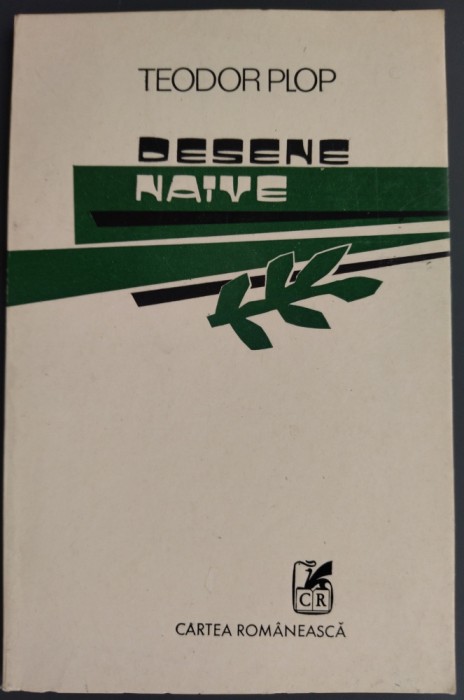 TEODOR PLOP
DESENE
NAIVE
CR
CARTEA ROMÂNEASCĂ